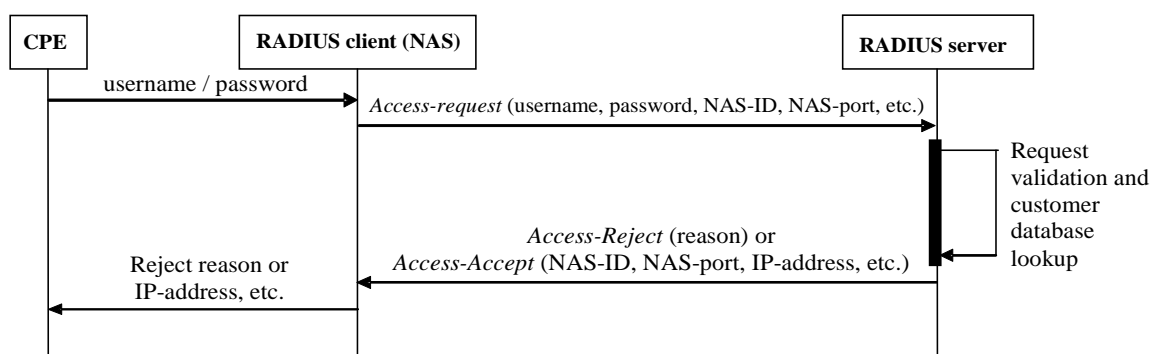 CPE
RADIUS client (NAS)
RADIUS server
username / password
Access-request (username, password, NAS-ID, NAS-port, etc.)
Request
validation and
customer
database
lookup
Access-Reject (reason) or
Access-Accept (NAS-ID, NAS-port, IP-address, etc.)
Reject reason or
IP-address, etc.